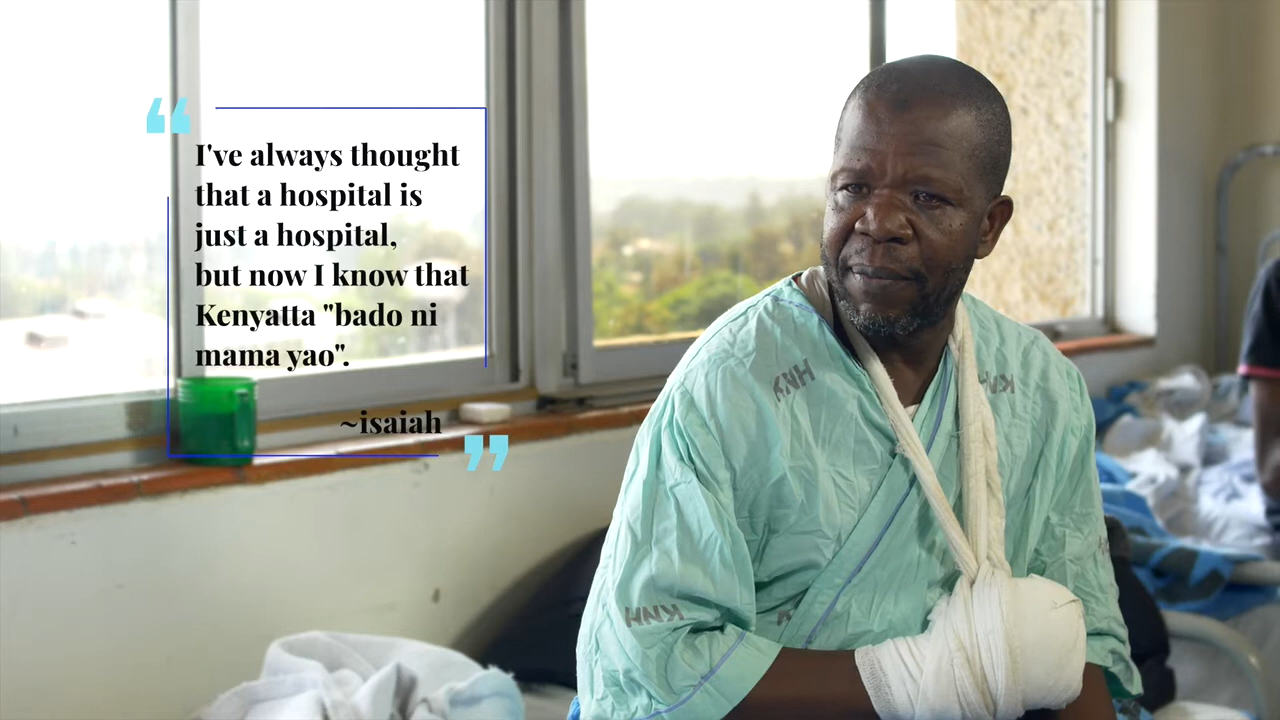 I've always thought
that a hospital is
just a hospital,
but now I know that
Kenyatta "bado ni
mama yao".
~isaiah
KNH
KNH
KNH